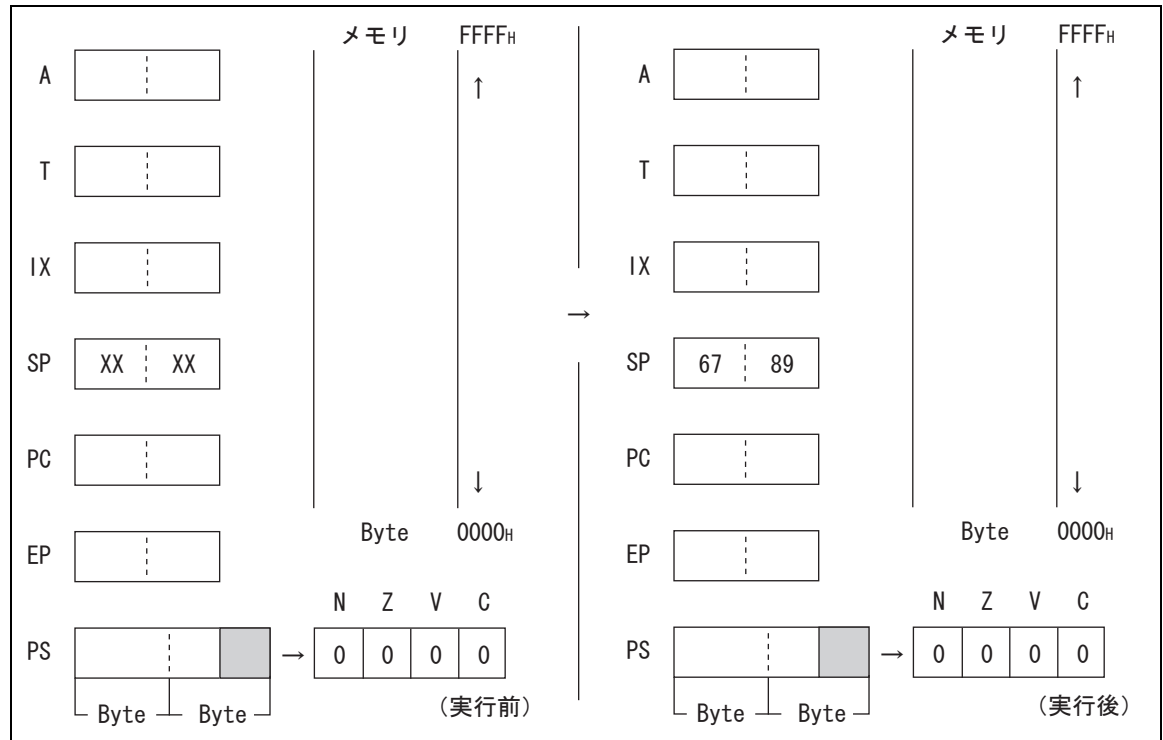 メモリ FFFFH
A
↑
T
IX
SP XX XX
PC
↓
Byte 0000H
EP
N Z V C
PS → 0 0 0 0
Byte Byte (実行前)
→
メモリ FFFFH
A
↑
T
IX
SP 67 89
PC
↓
Byte 0000H
EP
N Z V C
PS → 0 0 0 0
Byte Byte (実行後)